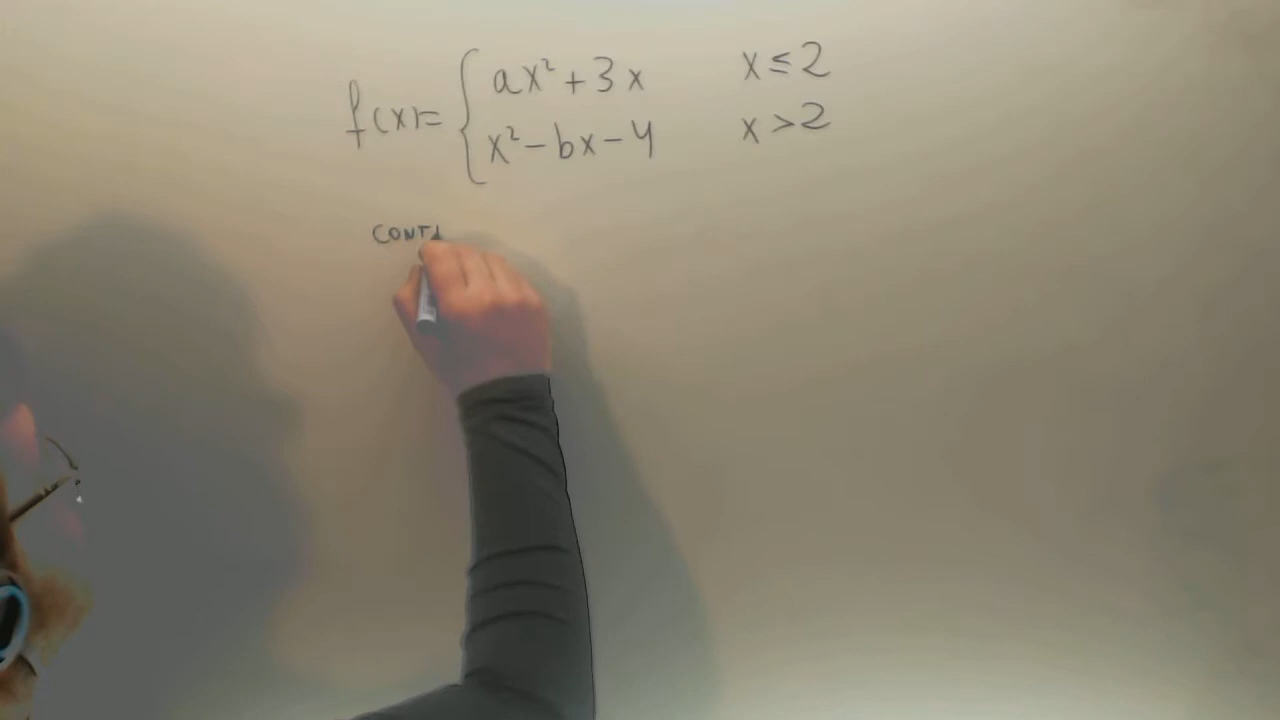 f(x)= { ax²+3x x≤2
x²-bx-4 x>2
CONT